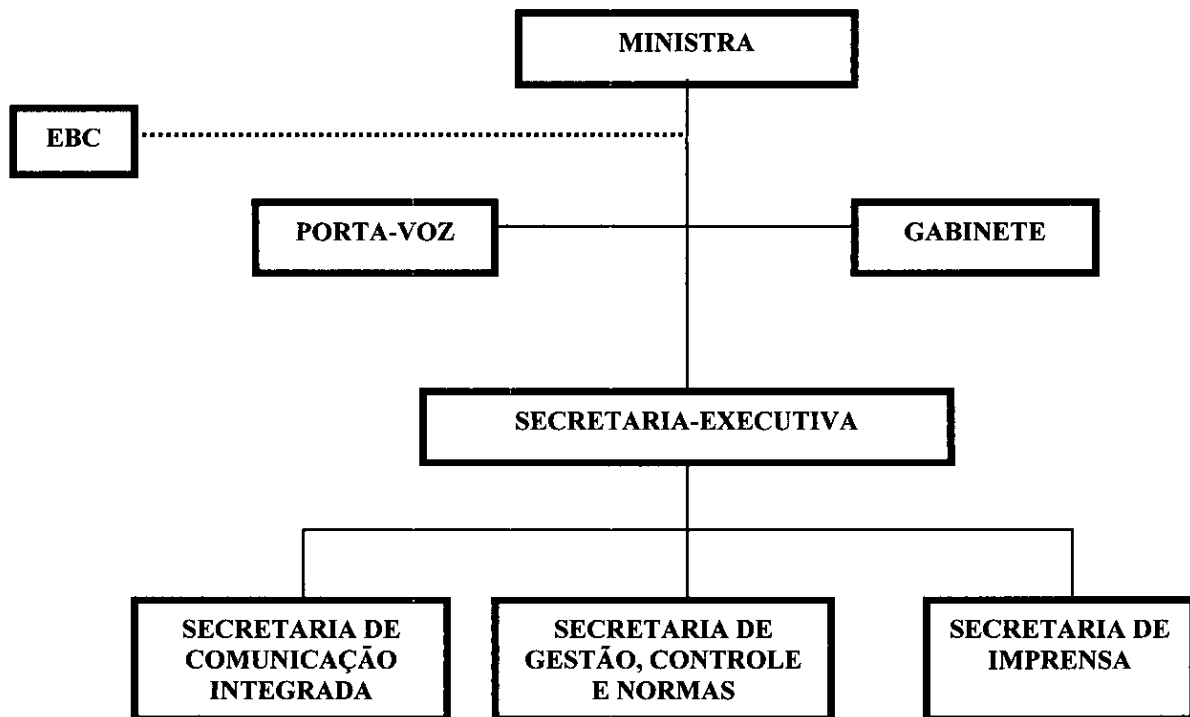 MINISTRA
EBC
PORTA-VOZ
GABINETE
SECRETARIA-EXECUTIVA
SECRETARIA DE
COMUNICAÇÃO
INTEGRADA
SECRETARIA DE
GESTÃO, CONTROLE
E NORMAS
SECRETARIA DE
IMPRENSA